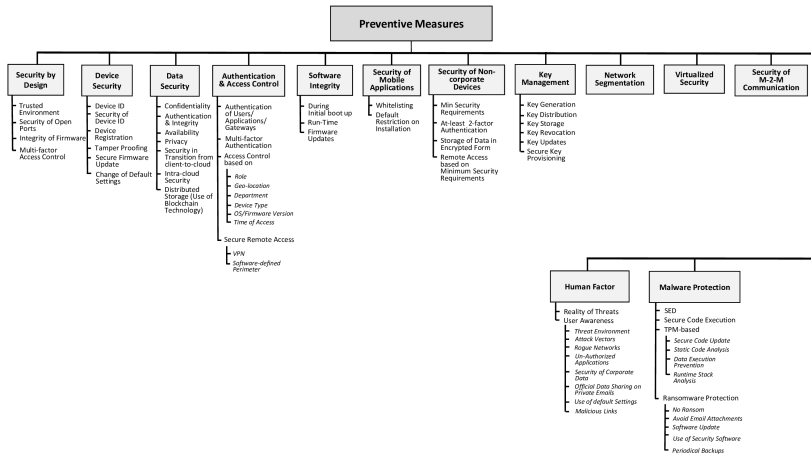 Preventive Measures
Security by
Design
Trusted
Environment
Security of Open
Ports
Integrity of Firmware
Multi-factor
Access Control
Device
Security
Device ID
Security of
Device ID
Device
Registration
Tamper Proofing
Secure Firmware
Update
Change of Default
Settings
Data
Security
Confidentiality
Authentication
& Integrity
Availability
Privacy
Security in
Transition from
client-to-cloud
Intra-cloud
Security
Distributed
Storage (Use of
Blockchain
Technology)
Authentication
& Access Control
Authentication
of Users/
Applications/
Gateways
Multi-factor
Authentication
Access Control
based on
Role
Geo-location
Department
Device Type
OS/Firmware Version
Time of Access
Secure Remote Access
VPN
Software-defined
Perimeter
Software
Integrity
During
Initial boot up
Run-Time
Firmware
Updates
Security of
Mobile
Applications
Whitelisting
Default
Restriction on
Installation
Security of Non-
corporate
Devices
Min Security
Requirements
At-least 2-factor
Authentication
Storage of Data in
Encrypted Form
Remote Access
based on
Minimum Security
Requirements
Key
Management
Key Generation
Key Distribution
Key Storage
Key Revocation
Key Updates
Secure Key
Provisioning
Network
Segmentation
Virtualized
Security
Security of
M-2-M
Communication
Human Factor
Reality of Threats
User Awareness
Threat Environment
Attack Vectors
Rogue Networks
Un-Authorized
Applications
Security of Corporate
Data
Official Data Sharing on
Private Emails
Use of default Settings
Malicious Links
Malware Protection
SED
Secure Code Execution
TPM-based
Secure Code Update
Static Code Analysis
Data Execution
Prevention
Runtime Stack
Analysis
Ransomware Protection
No Ransom
Avoid Email Attachments
Software Update
Use of Security Software
Periodical Backups